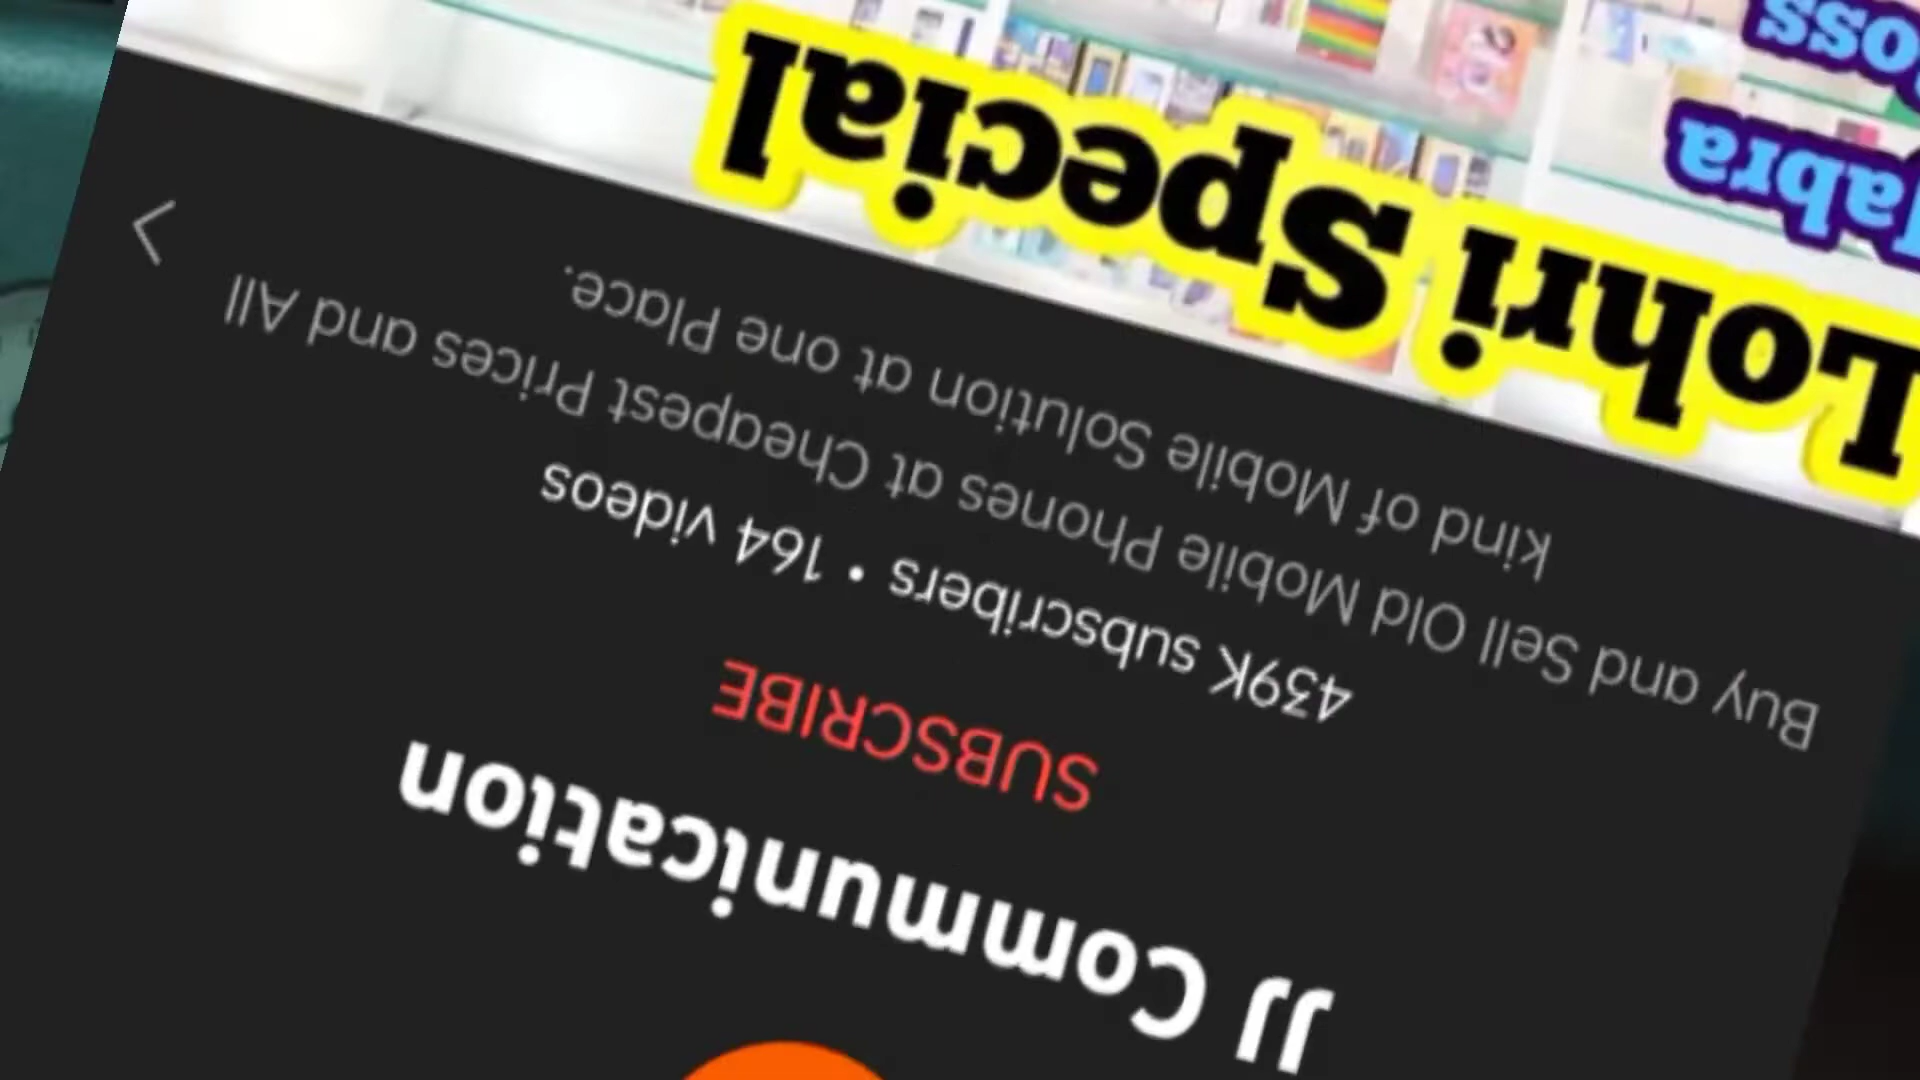 JJ Communication
SUBSCRIBE
439K subscribers • 164 videos
Buy and Sell Old Mobile Phones at Cheapest Prices and All
kind of Mobile Solution at one Place.
Lohri Special